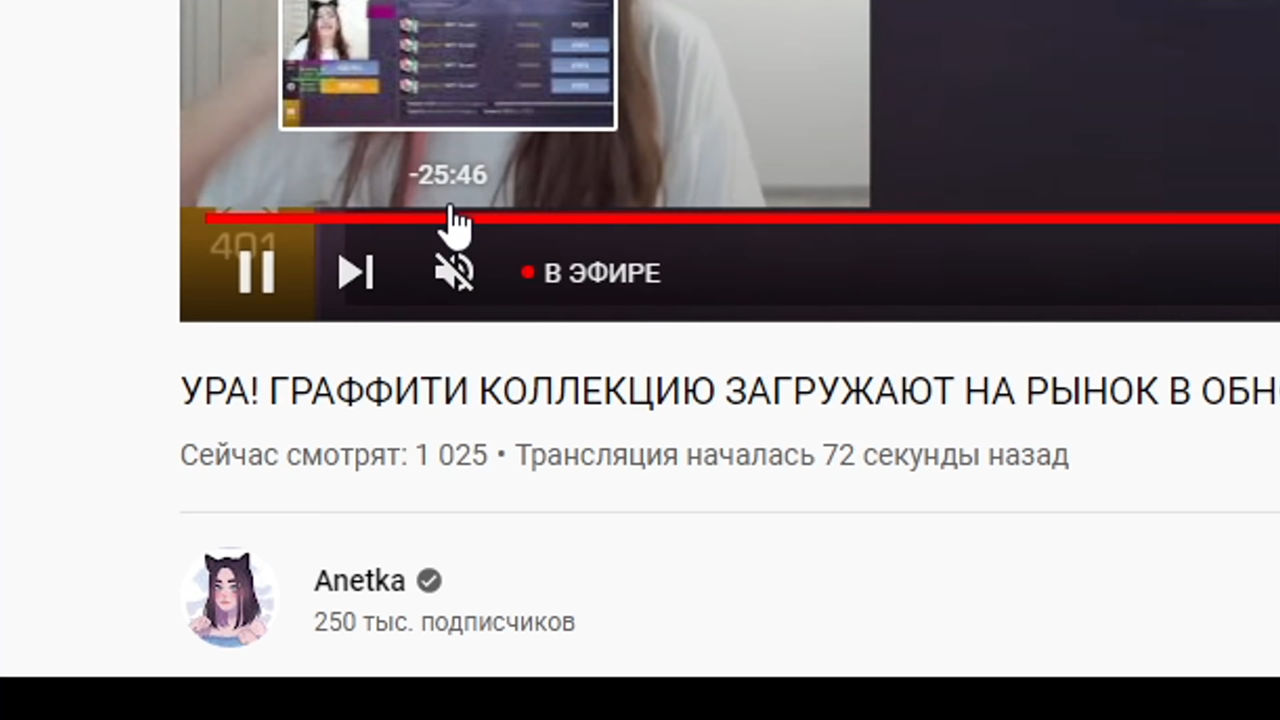 -25:46
401
В ЭФИРЕ
УРА! ГРАФФИТИ КОЛЛЕКЦИЮ ЗАГРУЖАЮТ НА РЫНОК В ОБН
Сейчас смотрят: 1 025 • Трансляция началась 72 секунды назад
Anetka
250 тыс. подписчиков